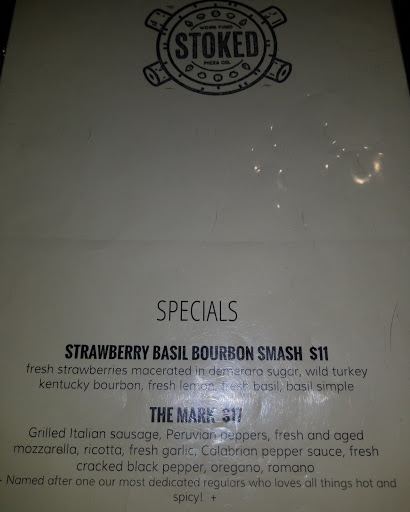 WOOD FIRED
STOKED
PIZZA CO.
SPECIALS
STRAWBERRY BASIL BOURBON SMASH $11
fresh strawberries macerated in demerara sugar, wild turkey
kentucky bourbon, fresh lemon, fresh basil, basil simple
THE MARK $17
Grilled Italian sausage, Peruvian peppers, fresh and aged
mozzarella, ricotta, fresh garlic, Calabrian pepper sauce, fresh
cracked black pepper, oregano, romano
- Named after one our most dedicated regulars who loves all things hot and
spicy! +